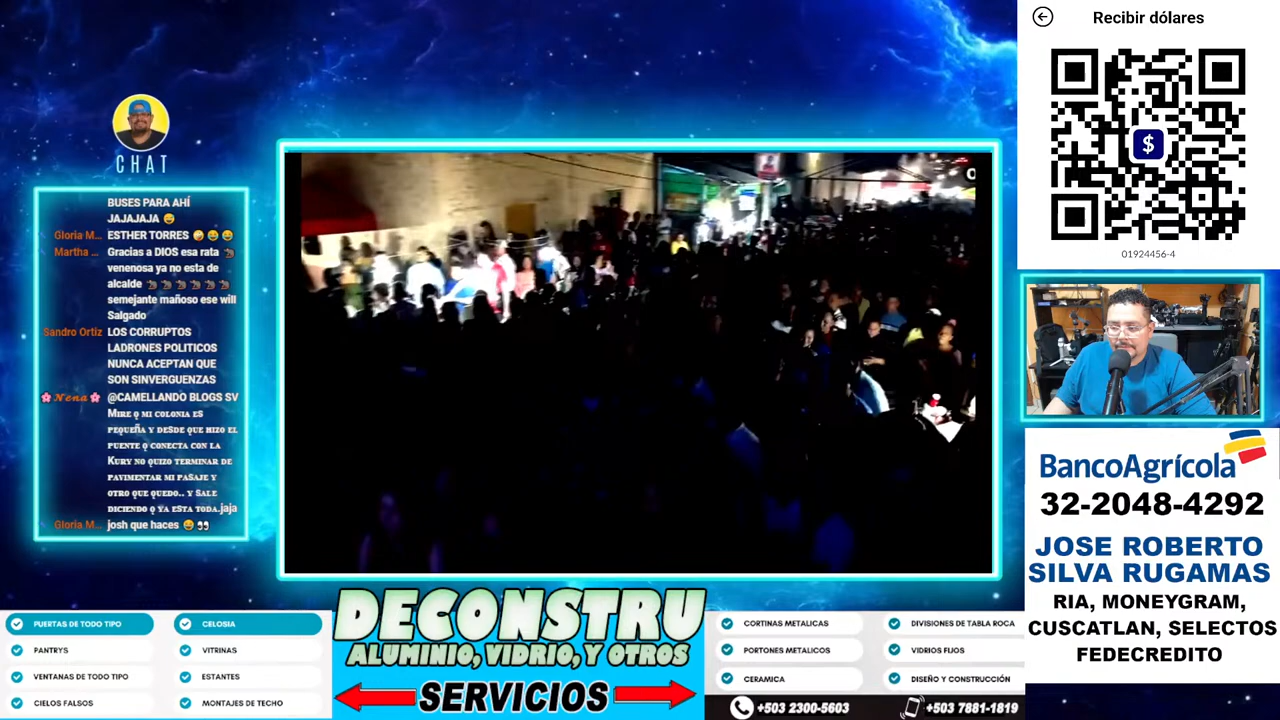 Recibir dólares
$
01924456-4
CHAT
BUSES PARA AHÍ
JAJAJAJA 😅
Gloria M... ESTHER TORRES 🤪 😂 😂
Martha ... Gracias a DIOS esa rata 🐀
venenosa ya no esta de
alcalde 🐀 🐀 🐀 🐀 🐀 🐀
semejante mañoso ese will
Salgado
Sandro Ortiz LOS CORRUPTOS
LADRONES POLITICOS
NUNCA ACEPTAN QUE
SON SINVERGUENZAS
🌸 Nena 🌸 @CAMELLANDO BLOGS SV
Mire q mi colonia es
pequeña y desde que hizo el
puente q conecta con la
Kury no quizo terminar de
pavimentar mi pasaje y
otro que quedo.. y sale
diciendo q ya esta toda.jaja
Gloria M... josh que haces 😅 👀
BancoAgrícola
32-2048-4292
JOSE ROBERTO
SILVA RUGAMAS
RIA, MONEYGRAM,
CUSCATLAN, SELECTOS
FEDECREDITO
PUERTAS DE TODO TIPO
PANTRYS
VENTANAS DE TODO TIPO
CIELOS FALSOS
CELOSIA
VITRINAS
ESTANTES
MONTAJES DE TECHO
DECONSTRU
ALUMINIO, VIDRIO, Y OTROS
SERVICIOS
CORTINAS METALICAS
PORTONES METALICOS
CERAMICA
DIVISIONES DE TABLA ROCA
VIDRIOS FIJOS
DISEÑO Y CONSTRUCCIÓN
+503 2300-5603
+503 7881-1819